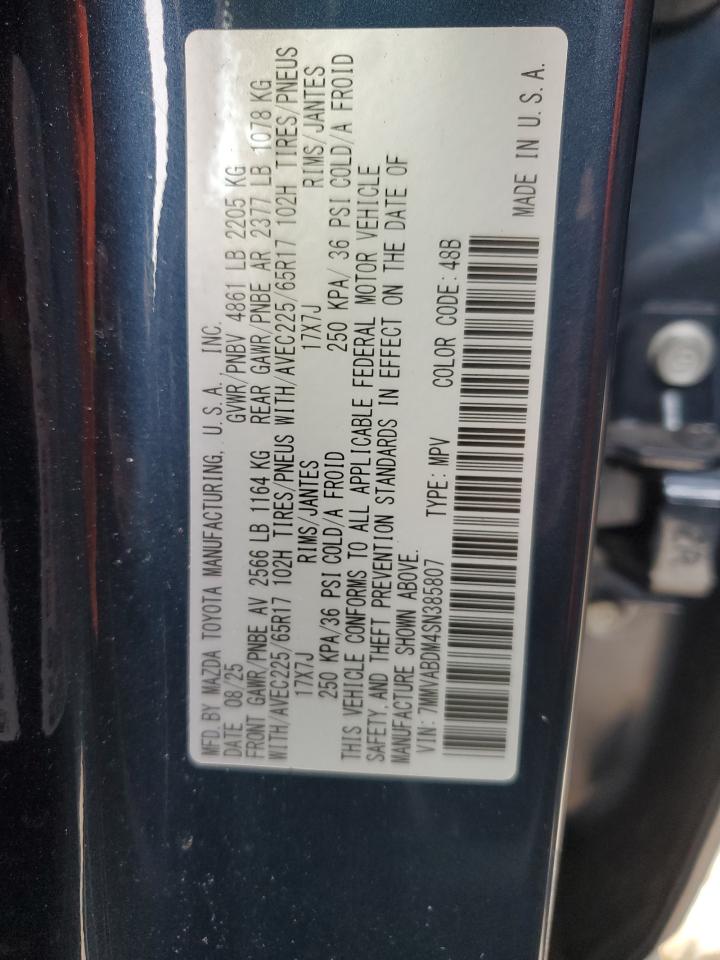 MFD. BY MAZDA TOYOTA MANUFACTURING, U.S.A., INC.
DATE 08/25 GVWR/PNBV 4861 LB 2205 KG
FRONT GAWR/PNBE AV 2566 LB 1164 KG REAR GAWR/PNBE AR 2377 LB 1078 KG
WITH/AVEC225/65R17 102H TIRES/PNEUS WITH/AVEC225/65R17 102H TIRES/PNEUS
17X7J RIMS/JANTES 17X7J RIMS/JANTES
250 KPA/36 PSI COLD/A FROID 250 KPA/ 36 PSI COLD/A FROID
THIS VEHICLE CONFORMS TO ALL APPLICABLE FEDERAL MOTOR VEHICLE
SAFETY, AND THEFT PREVENTION STANDARDS IN EFFECT ON THE DATE OF
MANUFACTURE SHOWN ABOVE.
VIN: 7MMVABDM4SN385807 TYPE: MPV COLOR CODE: 48B
MADE IN U.S.A.